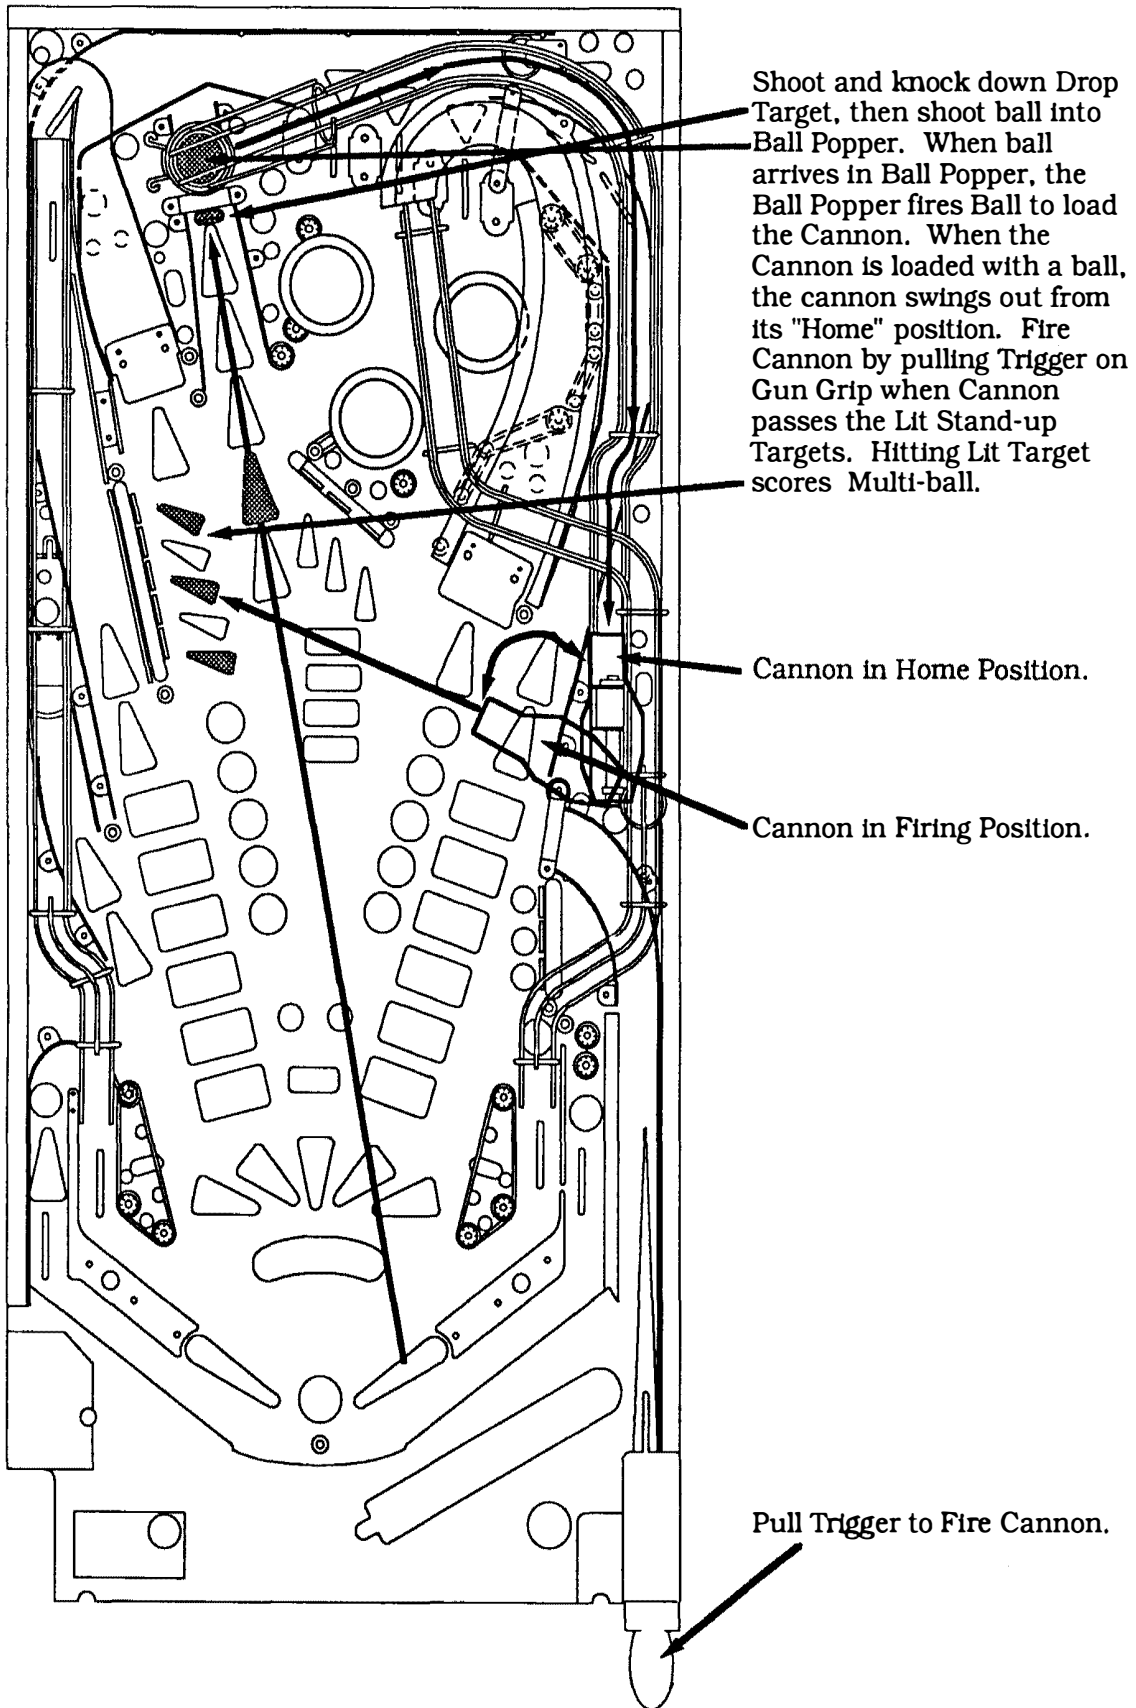 Shoot and knock down Drop
Target, then shoot ball into
Ball Popper. When ball
arrives in Ball Popper, the
Ball Popper fires Ball to load
the Cannon. When the
Cannon is loaded with a ball,
the cannon swings out from
its "Home" position. Fire
Cannon by pulling Trigger on
Gun Grip when Cannon
passes the Lit Stand-up
Targets. Hitting Lit Target
scores Multi-ball.
Cannon in Home Position.
Cannon in Firing Position.
Pull Trigger to Fire Cannon.